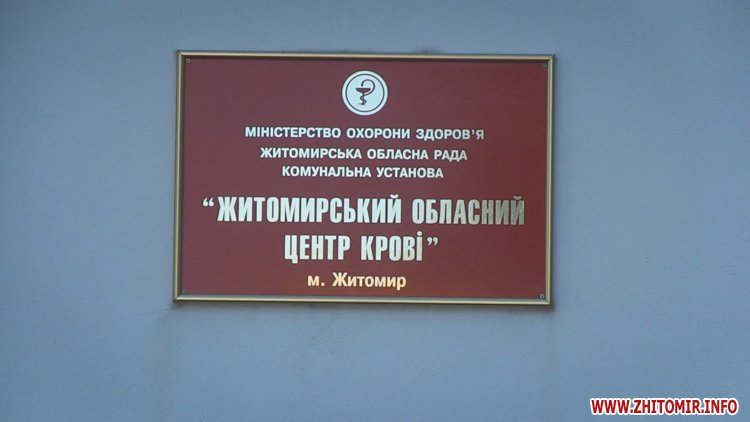 МІНІСТЕРСТВО ОХОРОНИ ЗДОРОВ'Я
ЖИТОМИРСЬКА ОБЛАСНА РАДА
КОМУНАЛЬНА УСТАНОВА
“ЖИТОМИРСЬКИЙ ОБЛАСНИЙ
ЦЕНТР КРОВі”
м. Житомир
WWW.ZHITOMIR.INFO